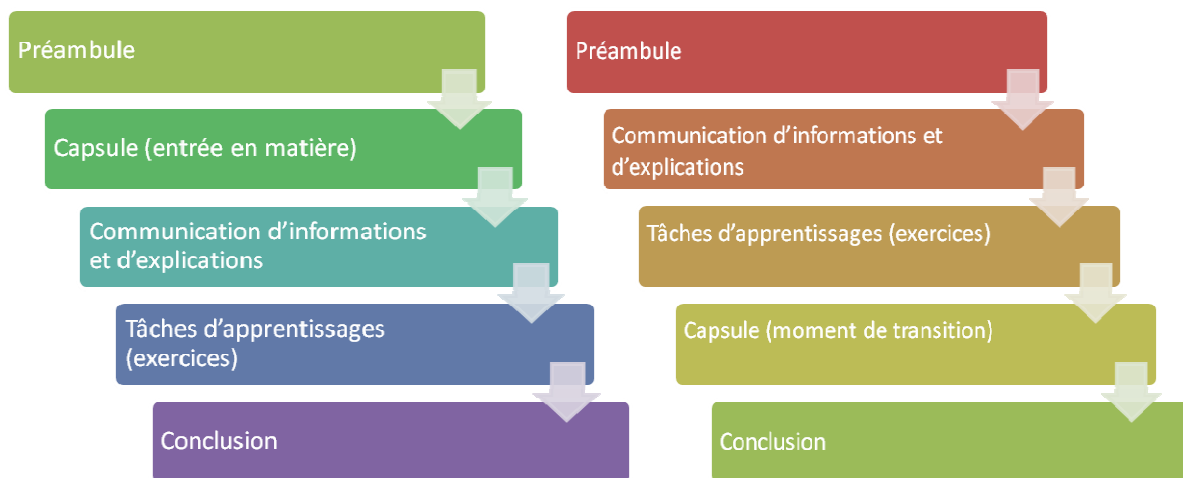 Préambule
Capsule (entrée en matière)
Communication d’informations
et d’explications
Tâches d’apprentissages
(exercices)
Conclusion
Préambule
Communication d’informations et
d’explications
Tâches d’apprentissages (exercices)
Capsule (moment de transition)
Conclusion